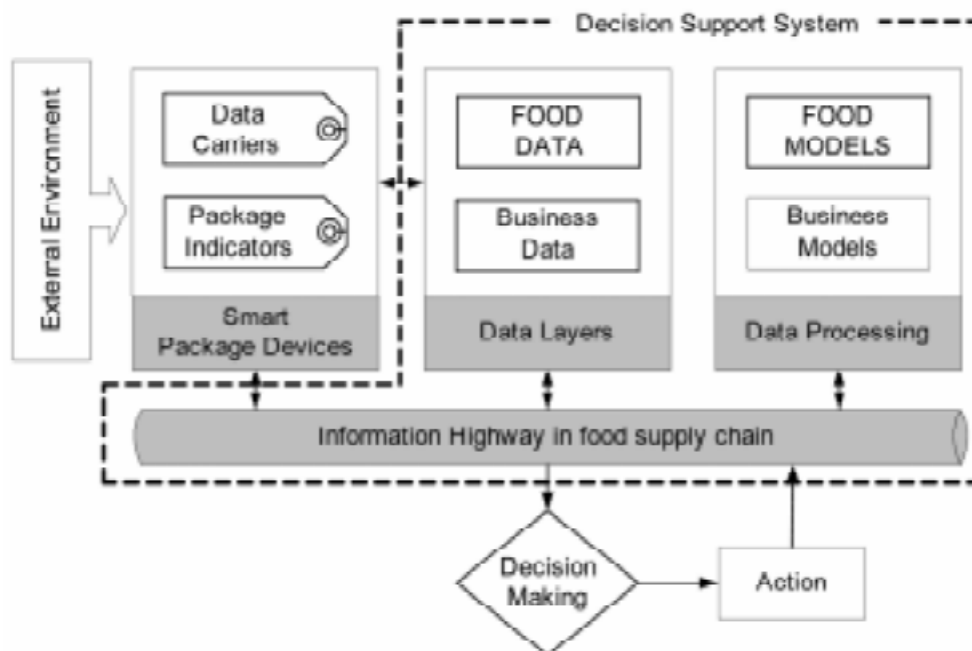 Decision Support System
External Environment
Data
Carriers
Package
Indicators
Smart
Package Devices
FOOD
DATA
Business
Data
Data Layers
FOOD
MODELS
Business
Models
Data Processing
Information Highway in food supply chain
Decision
Making
Action